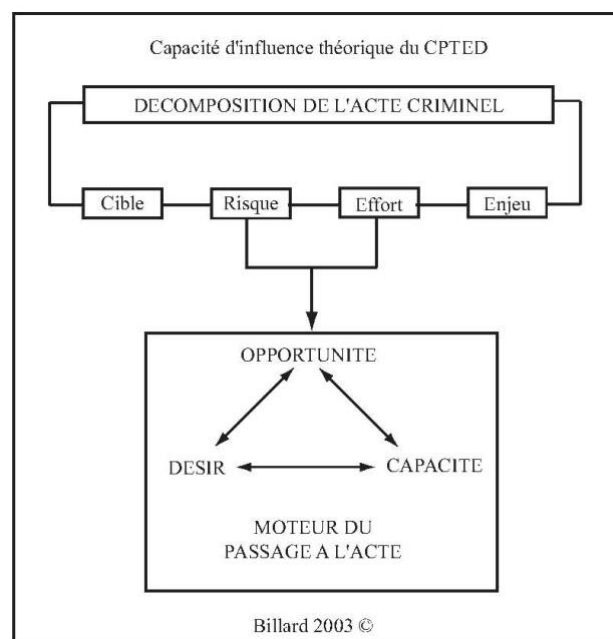 Capacité d'influence théorique du CPTED
DECOMPOSITION DE L'ACTE CRIMINEL
Cible
Risque
Effort
Enjeu
OPPORTUNITE
DESIR
CAPACITE
MOTEUR DU
PASSAGE A L'ACTE
Billard 2003 ©